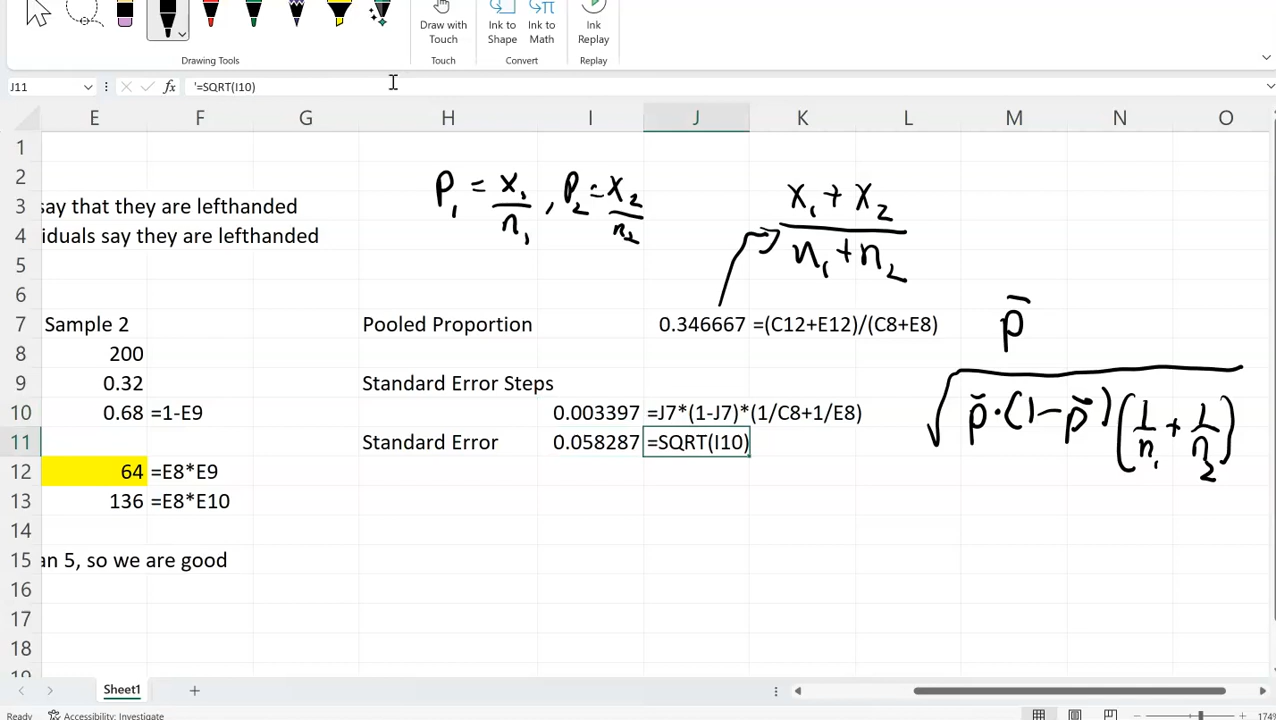 Draw with Touch
Ink to Shape
Ink to Math
Ink Replay
Drawing Tools
Touch
Convert
Replay
J11
fx
'=SQRT(I10)
E F G H I J K L M N O
1
2
p₁ = x₁/n₁ , p₂ = x₂/n₂
(x₁ + x₂)/(n₁ + n₂)
3 say that they are lefthanded
4 iduals say they are lefthanded
5
6
7 Sample 2 Pooled Proportion 0.346667 =(C12+E12)/(C8+E8)
p̄
8 200
9 0.32 Standard Error Steps
10 0.68 =1-E9 0.003397 =J7*(1-J7)*(1/C8+1/E8)
√(p̄·(1-p̄)(1/n₁ + 1/n₂))
11 Standard Error 0.058287 =SQRT(I10)
12 64 =E8*E9
13 136 =E8*E10
14
15 an 5, so we are good
16
17
18
19
Sheet1
Ready
Accessibility: Investigate
174%